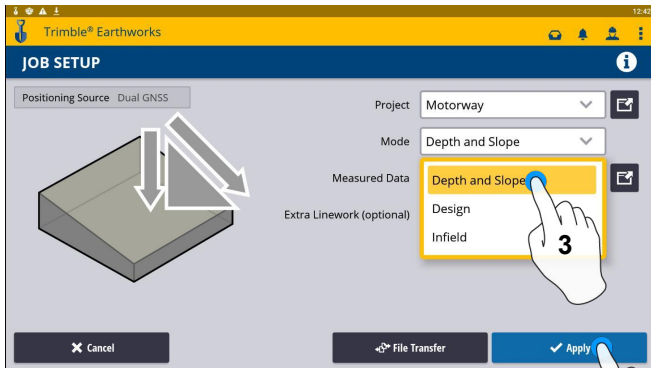 12:42
Trimble® Earthworks
JOB SETUP
Positioning Source Dual GNSS
Project Motorway
Mode Depth and Slope
Measured Data
Depth and Slope
Design
Extra Linework (optional)
Infield
3
Cancel
File Transfer
Apply